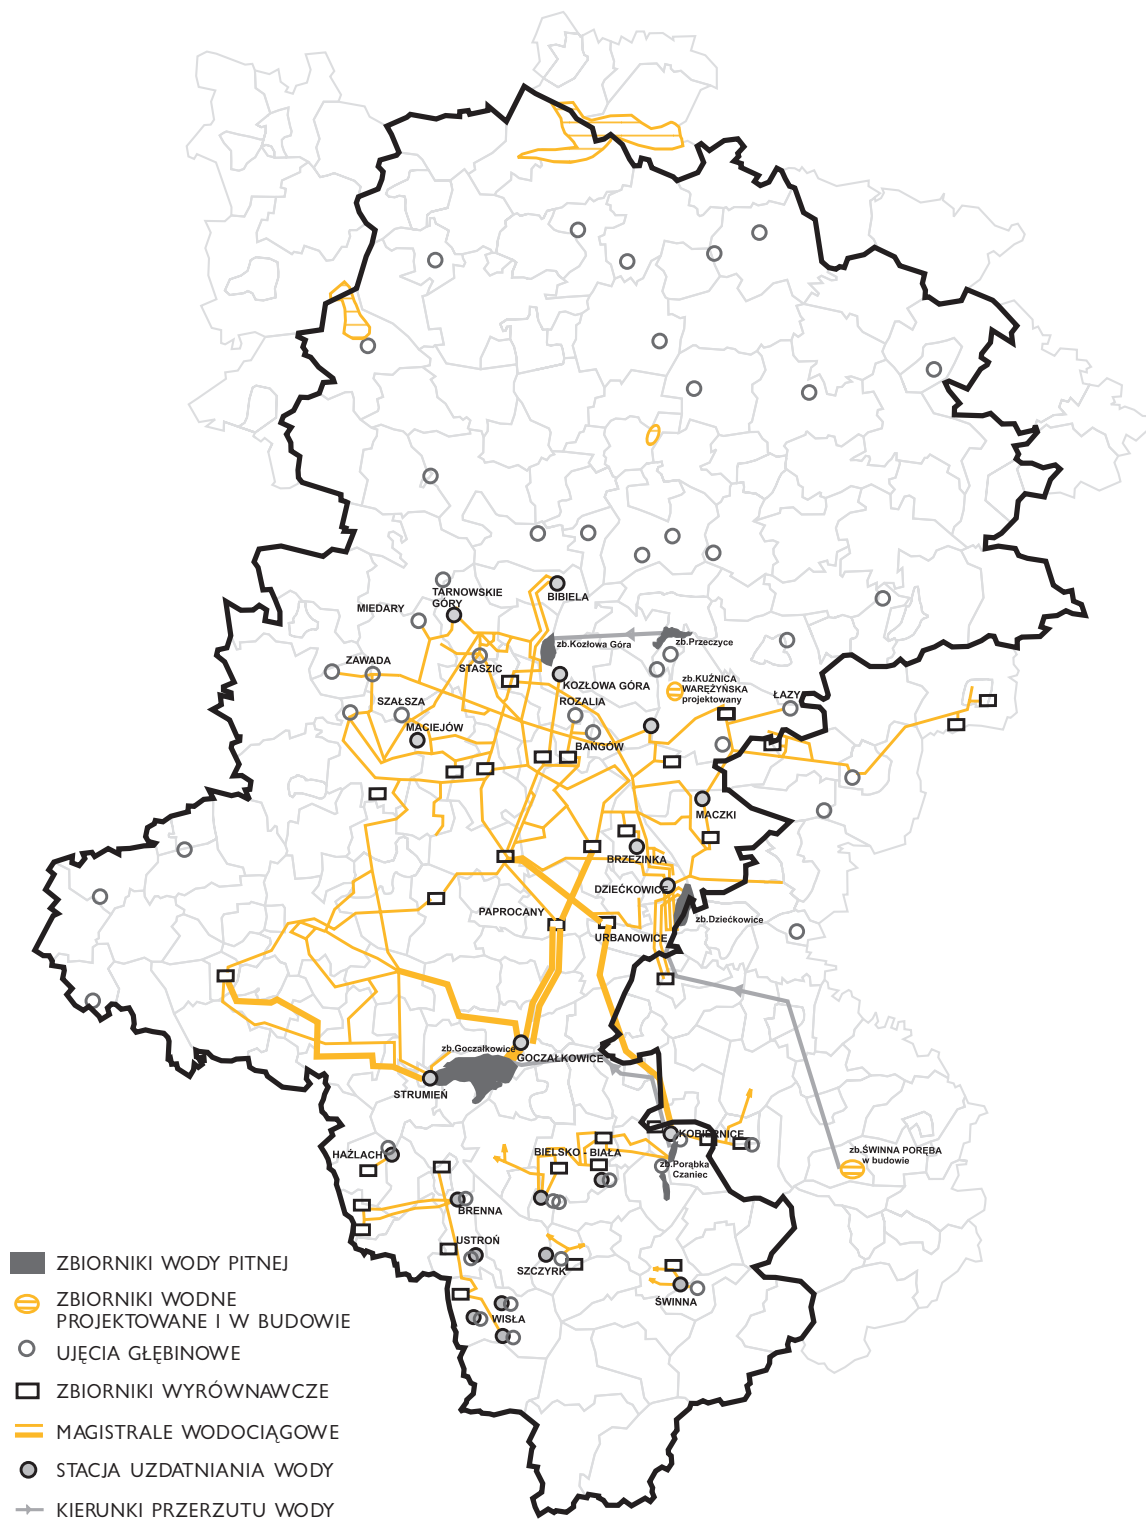 TARNOWSKIE
GÓRY
BIBIELA
MIEDARY
zb.Kozłowa Góra
zb.Przeczyce
ZAWADA
STASZIC
KOZŁOWA GÓRA
zb.KUŹNICA
WARĘŻYŃSKA
projektowany
SZAŁSZA
ROZALIA
ŁAZY
MACIEJÓW
BAŃGÓW
MACZKI
BRZEZINKA
DZIEĆKOWICE
PAPROCANY
zb.Dziećkowice
URBANOWICE
zb.Goczałkowice
GOCZAŁKOWICE
STRUMIEŃ
KOBIERNICE
HAŻLACH
BIELSKO - BIAŁA
zb.ŚWINNA PORĘBA
w budowie
zb.Porąbka
Czaniec
BRENNA
USTROŃ
SZCZYRK
ŚWINNA
WISŁA
ZBIORNIKI WODY PITNEJ
ZBIORNIKI WODNE
PROJEKTOWANE I W BUDOWIE
UJĘCIA GŁĘBINOWE
ZBIORNIKI WYRÓWNAWCZE
MAGISTRALE WODOCIĄGOWE
STACJA UZDATNIANIA WODY
KIERUNKI PRZERZUTU WODY